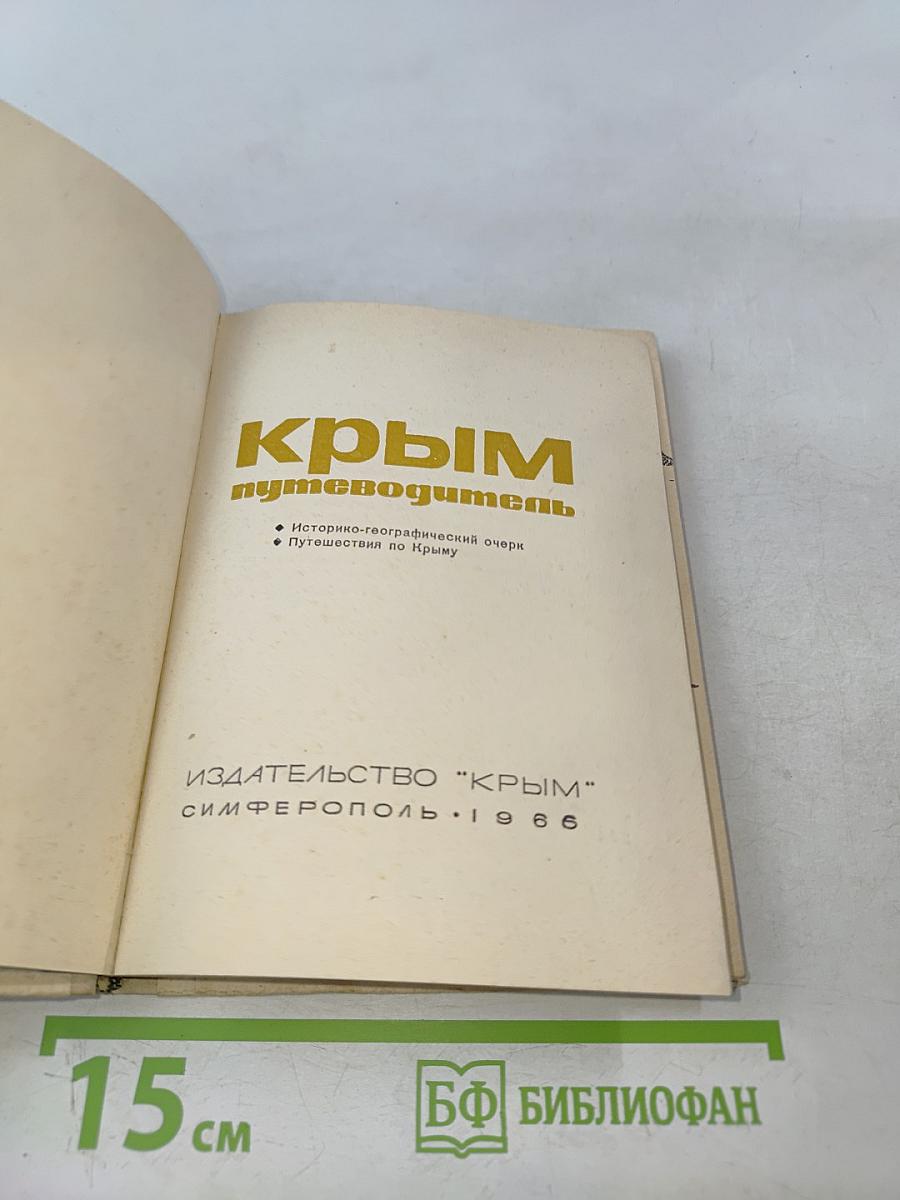 крым
путеводитель
◆ Историко-географический очерк
◆ Путешествия по Крыму
ИЗДАТЕЛЬСТВО "КРЫМ"
СИМФЕРОПОЛЬ • 1966
15 см
БФ БИБЛИОФАН